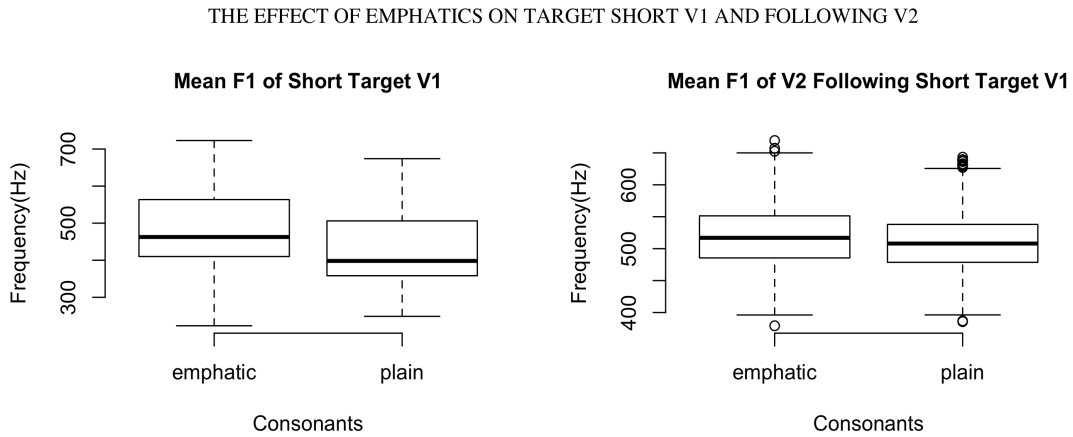 THE EFFECT OF EMPHATICS ON TARGET SHORT V1 AND FOLLOWING V2
Mean F1 of Short Target V1
Frequency(Hz)
700
500
300
emphatic plain
Consonants
Mean F1 of V2 Following Short Target V1
Frequency(Hz)
600
500
400
emphatic plain
Consonants